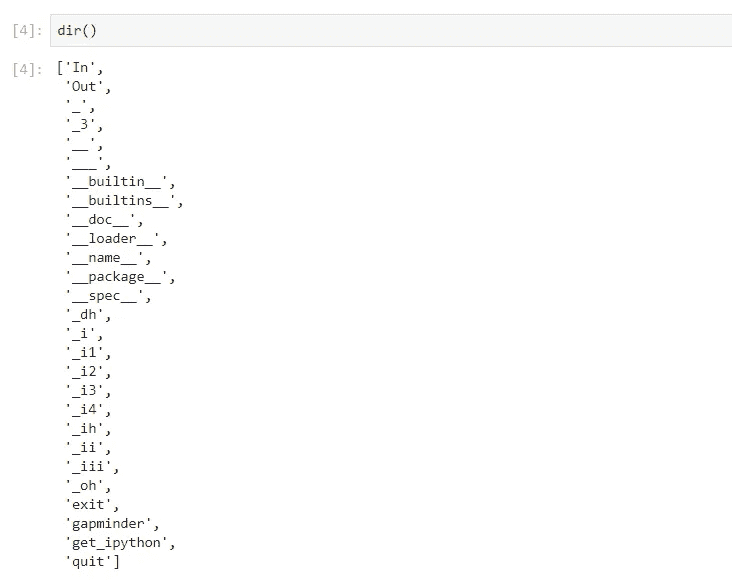 [4]: dir()
[4]: ['In',
'Out',
'_',
'_3',
'__',
'___',
'__builtin__',
'__builtins__',
'__doc__',
'__loader__',
'__name__',
'__package__',
'__spec__',
'_dh',
'_i',
'_i1',
'_i2',
'_i3',
'_i4',
'_ih',
'_ii',
'_iii',
'_oh',
'exit',
'gapminder',
'get_ipython',
'quit']